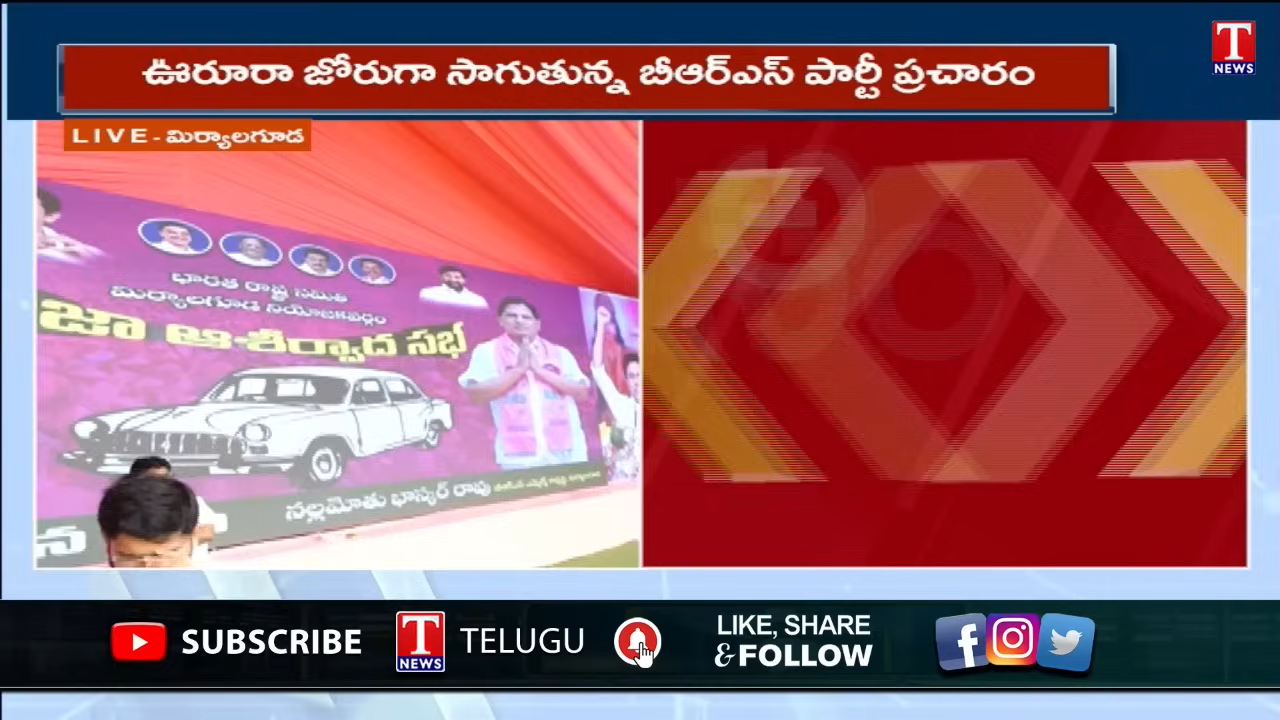 ఊరూరా జోరుగా సాగుతున్న బీఆర్ఎస్ పార్టీ ప్రచారం
T NEWS
LIVE - మిర్యాలగూడ
భారత రాష్ట్ర సమితి
మిర్యాలగూడ నియోజకవర్గం
జా ఆశీర్వాద సభ
నల్లమోతు భాస్కర్ రావు
న
SUBSCRIBE
T NEWS
TELUGU
LIKE, SHARE
& FOLLOW